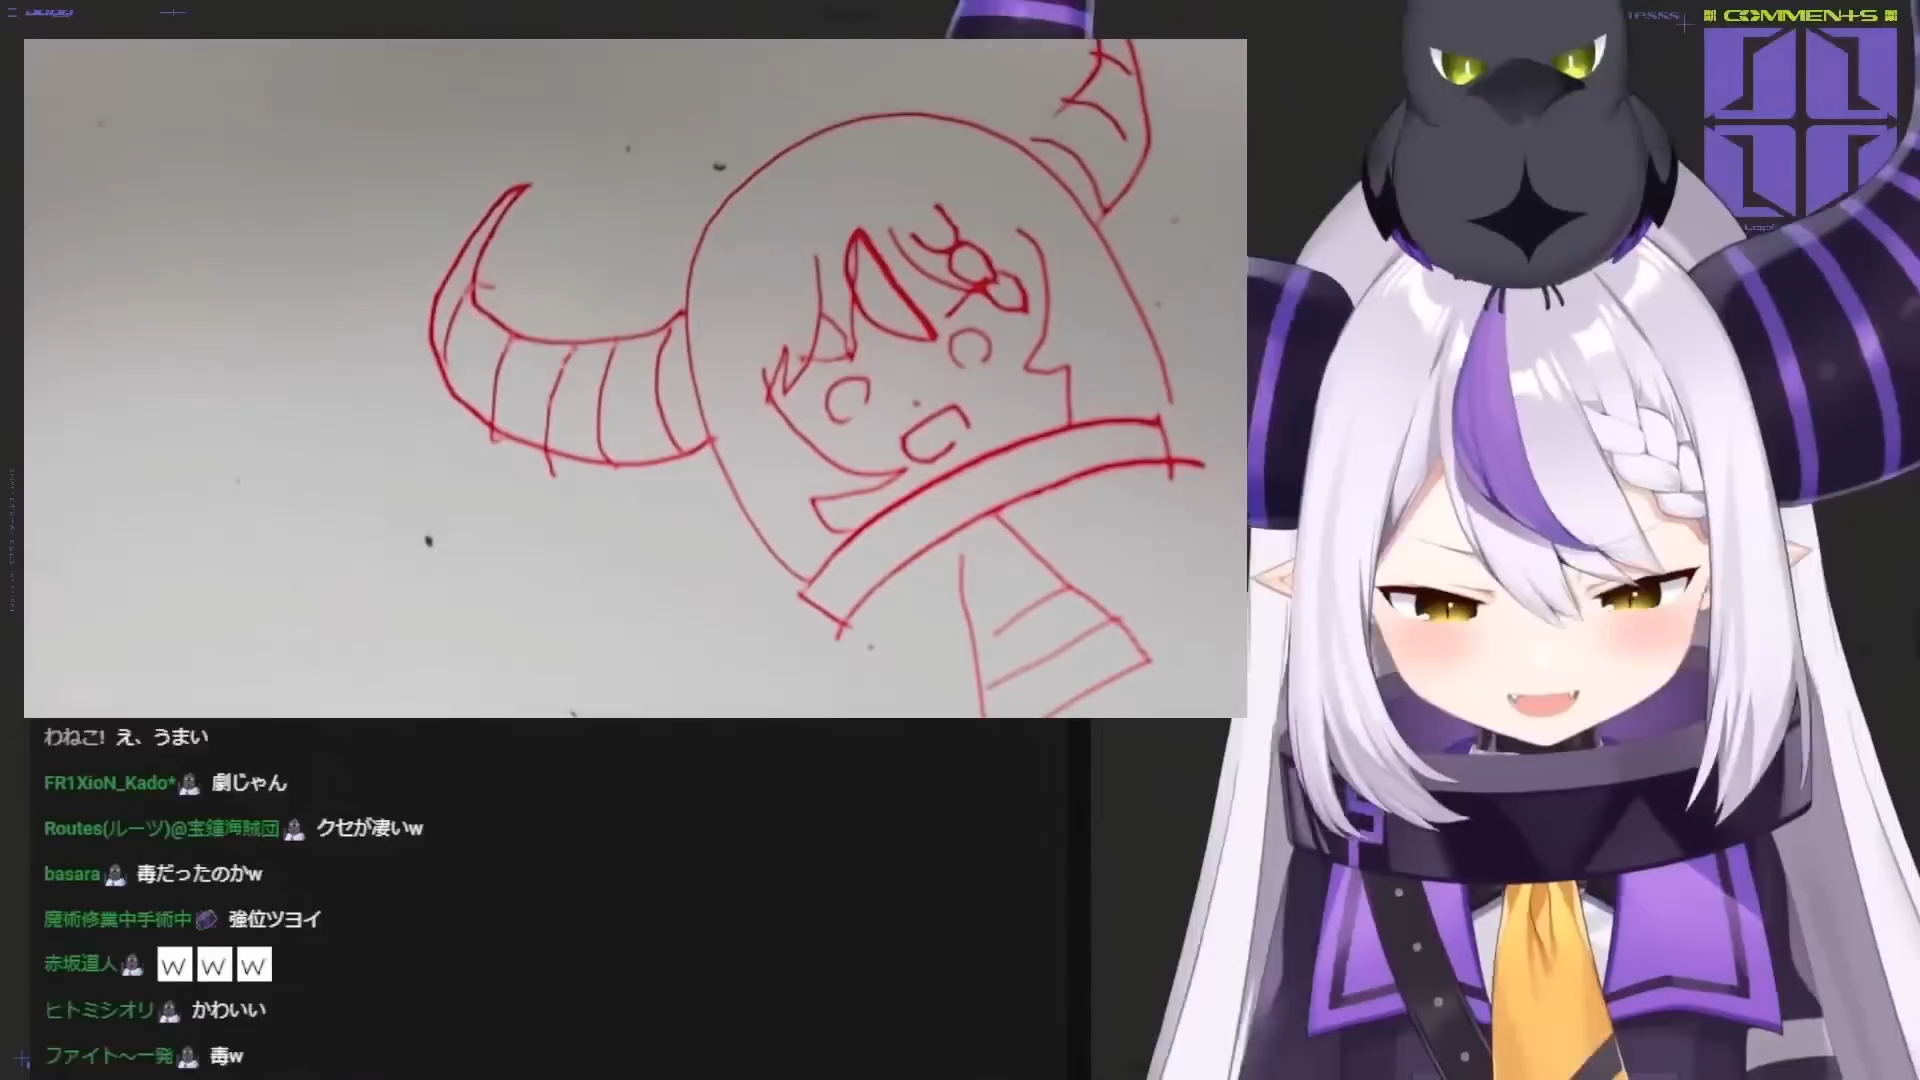 COMMENTS
わねこ! え、うまい
FR1XioN_Kado* 劇じゃん
Routes(ルーツ)@宝鐘海賊団 クセが凄いw
basara 毒だったのかw
魔術修業中手術中 強位ツヨイ
赤坂道人 W W W
ヒトミシオリ かわいい
ファイト～一発 毒w